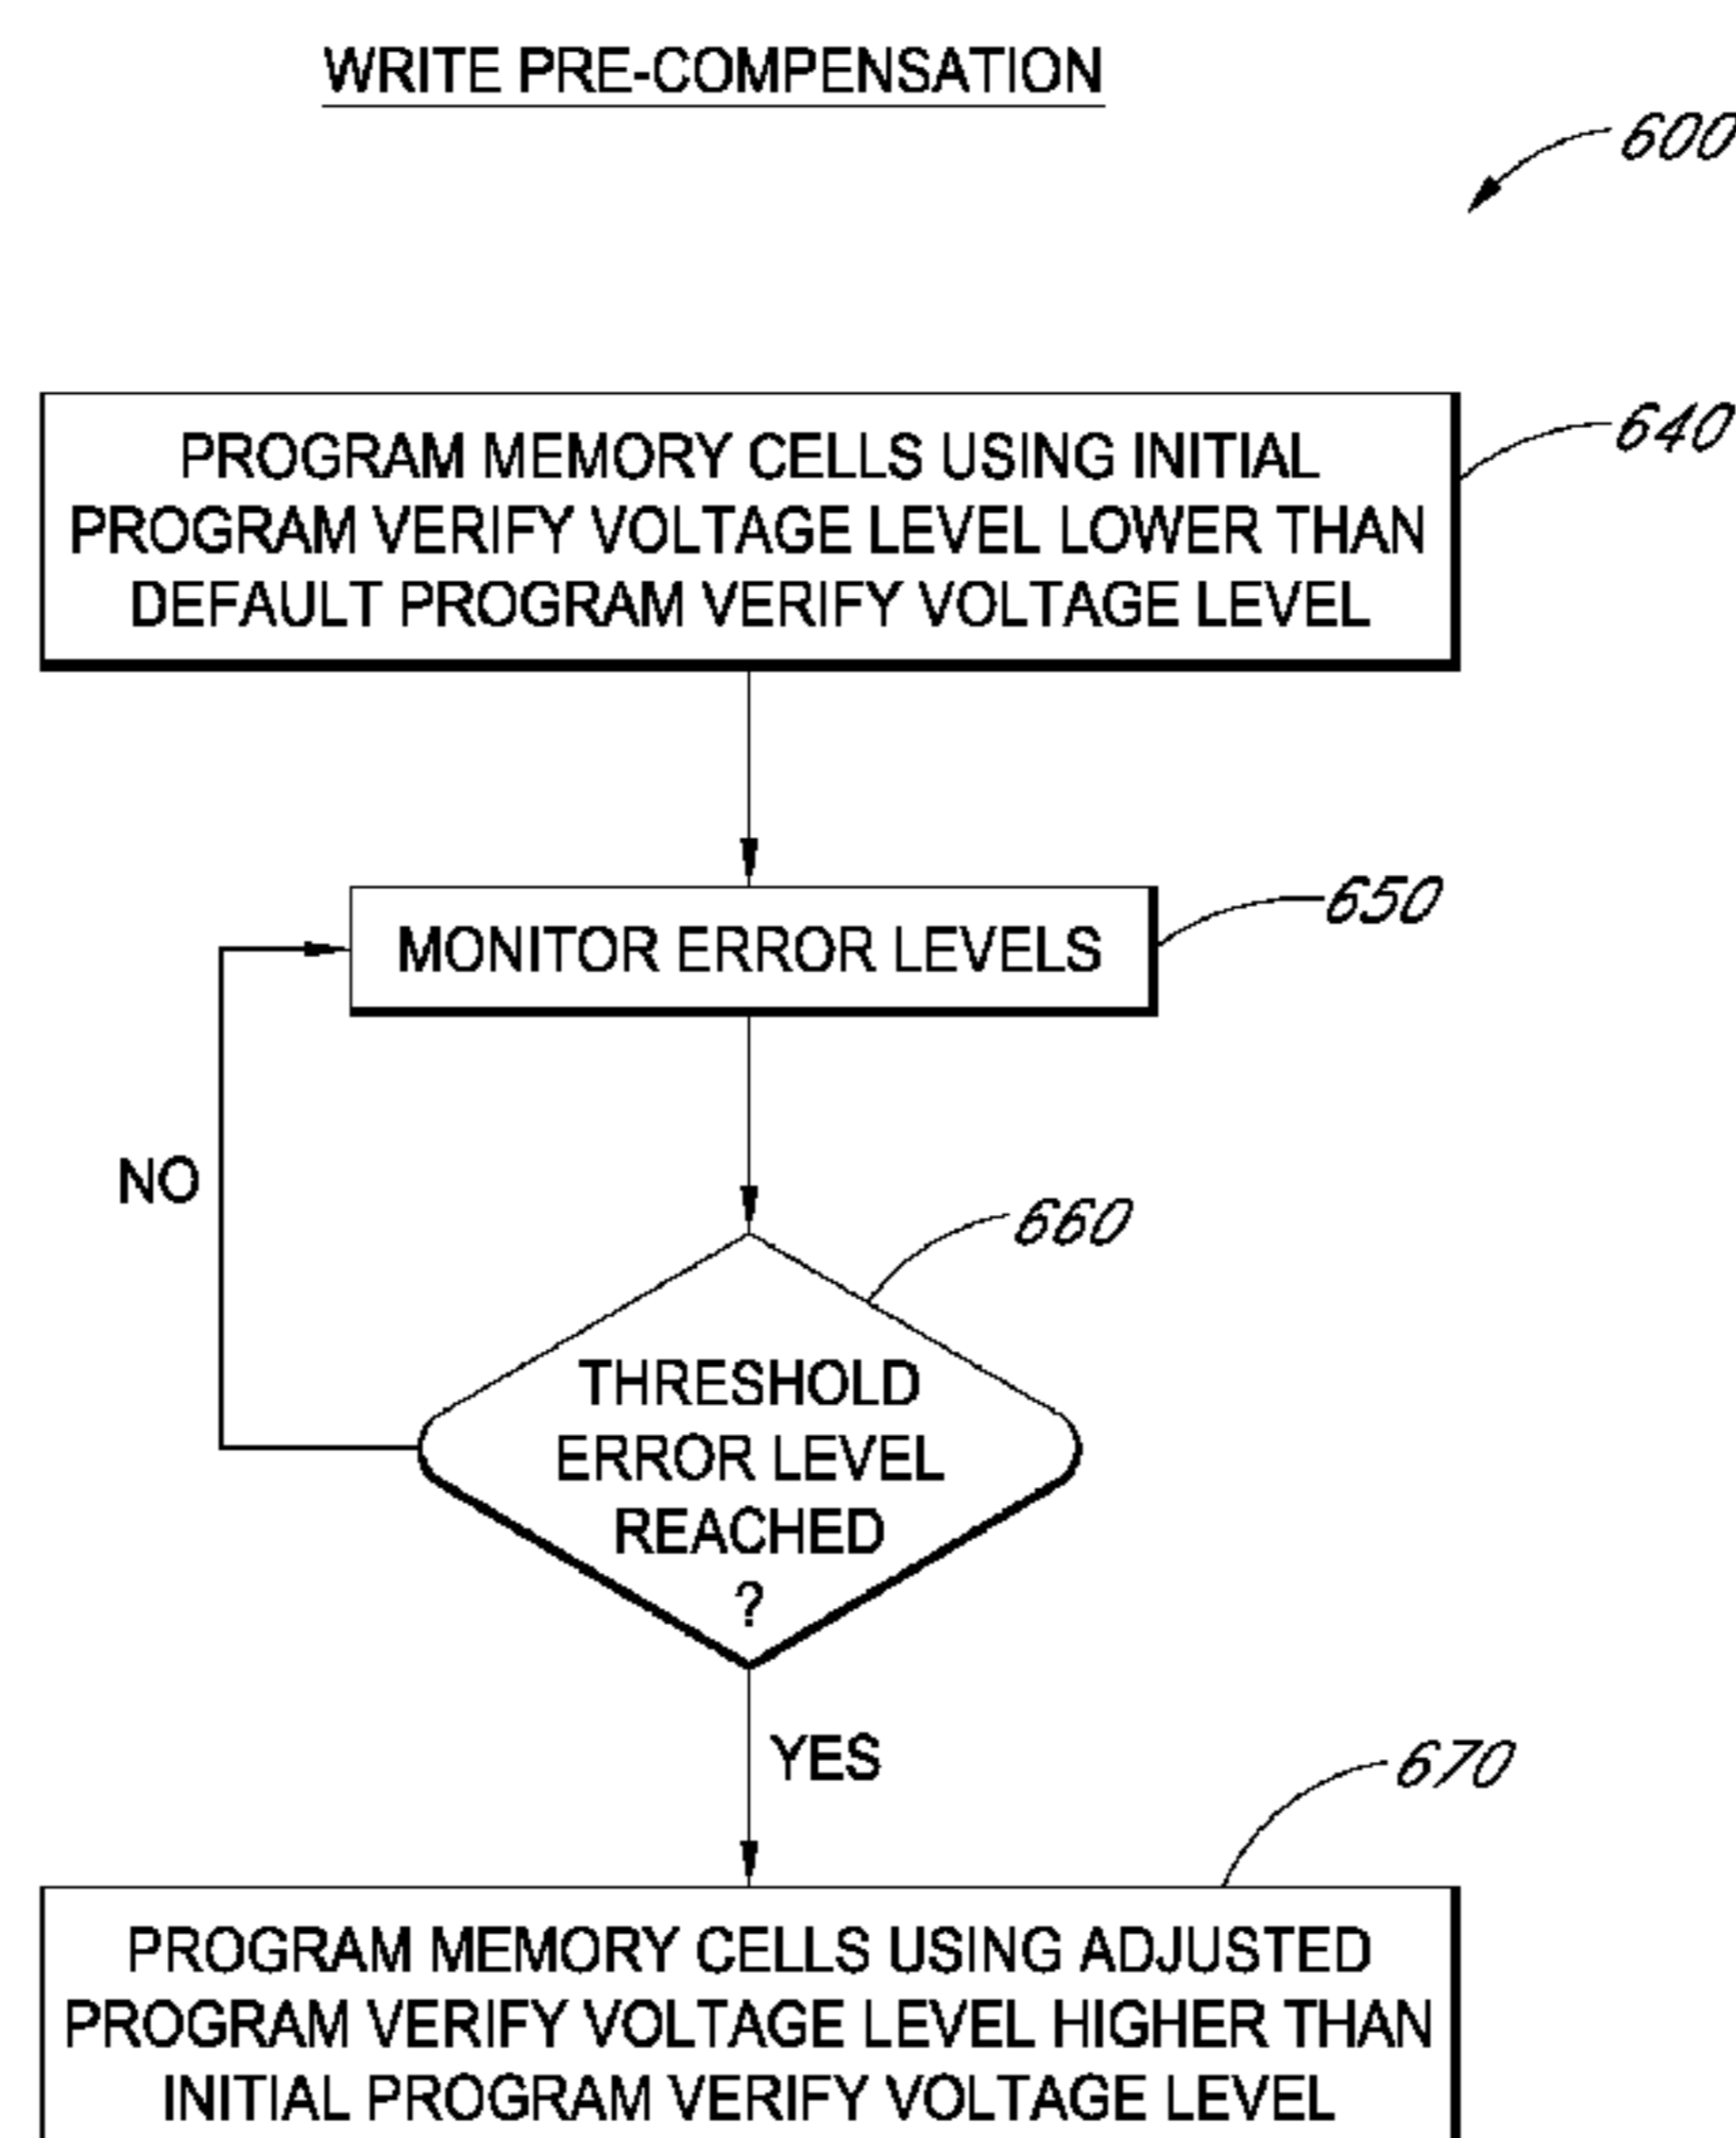 WRITE PRE-COMPENSATION
600
PROGRAM MEMORY CELLS USING INITIAL
PROGRAM VERIFY VOLTAGE LEVEL LOWER THAN
DEFAULT PROGRAM VERIFY VOLTAGE LEVEL
640
MONITOR ERROR LEVELS
650
NO
660
THRESHOLD
ERROR LEVEL
REACHED
?
YES
670
PROGRAM MEMORY CELLS USING ADJUSTED
PROGRAM VERIFY VOLTAGE LEVEL HIGHER THAN
INITIAL PROGRAM VERIFY VOLTAGE LEVEL